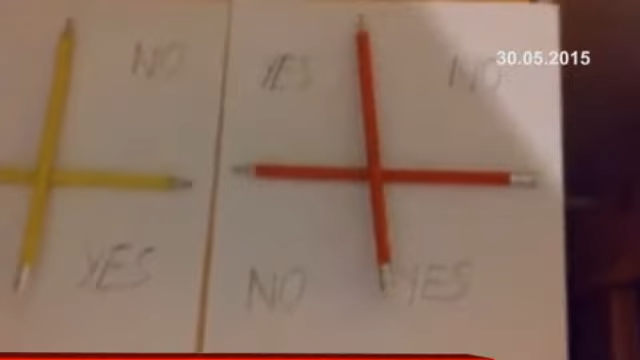 NO YES NO
30.05.2015
YES NO YES